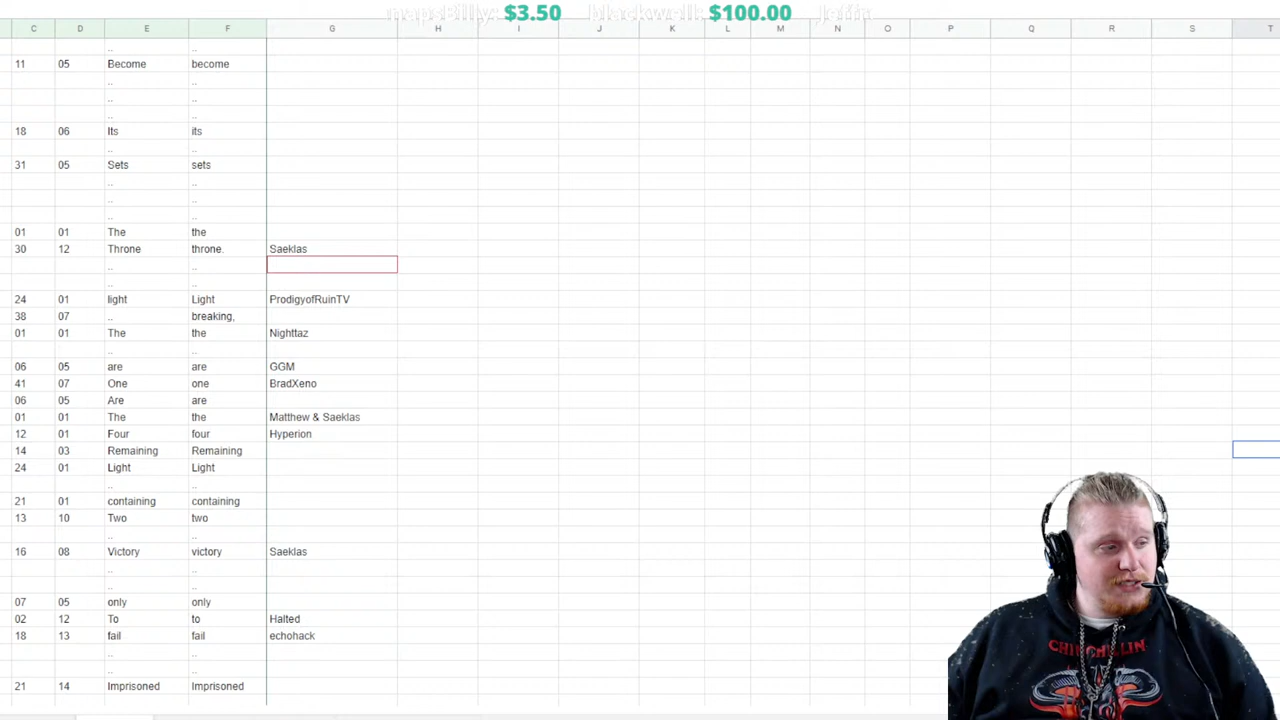 mapsBilly: $3.50 blackwell: $100.00 Jeffr
C D E F G H I J K L M N O P Q R S T
.. ..
11 05 Become become
..
..
..
18 06 Its its
..
31 05 Sets sets
.. ..
.. ..
.. ..
01 01 The the
30 12 Throne throne. Saeklas
.. ..
.. ..
24 01 light Light ProdigyofRuinTV
38 07 .. breaking,
01 01 The the Nighttaz
.. ..
06 05 are are GGM
41 07 One one BradXeno
06 05 Are are
01 01 The the Matthew & Saeklas
12 01 Four four Hyperion
14 03 Remaining Remaining
24 01 Light Light
.. ..
21 01 containing containing
13 10 Two two
.. ..
16 08 Victory victory Saeklas
.. ..
.. ..
07 05 only only
02 12 To to Halted
18 13 fail fail echohack
.. ..
.. ..
21 14 Imprisoned Imprisoned